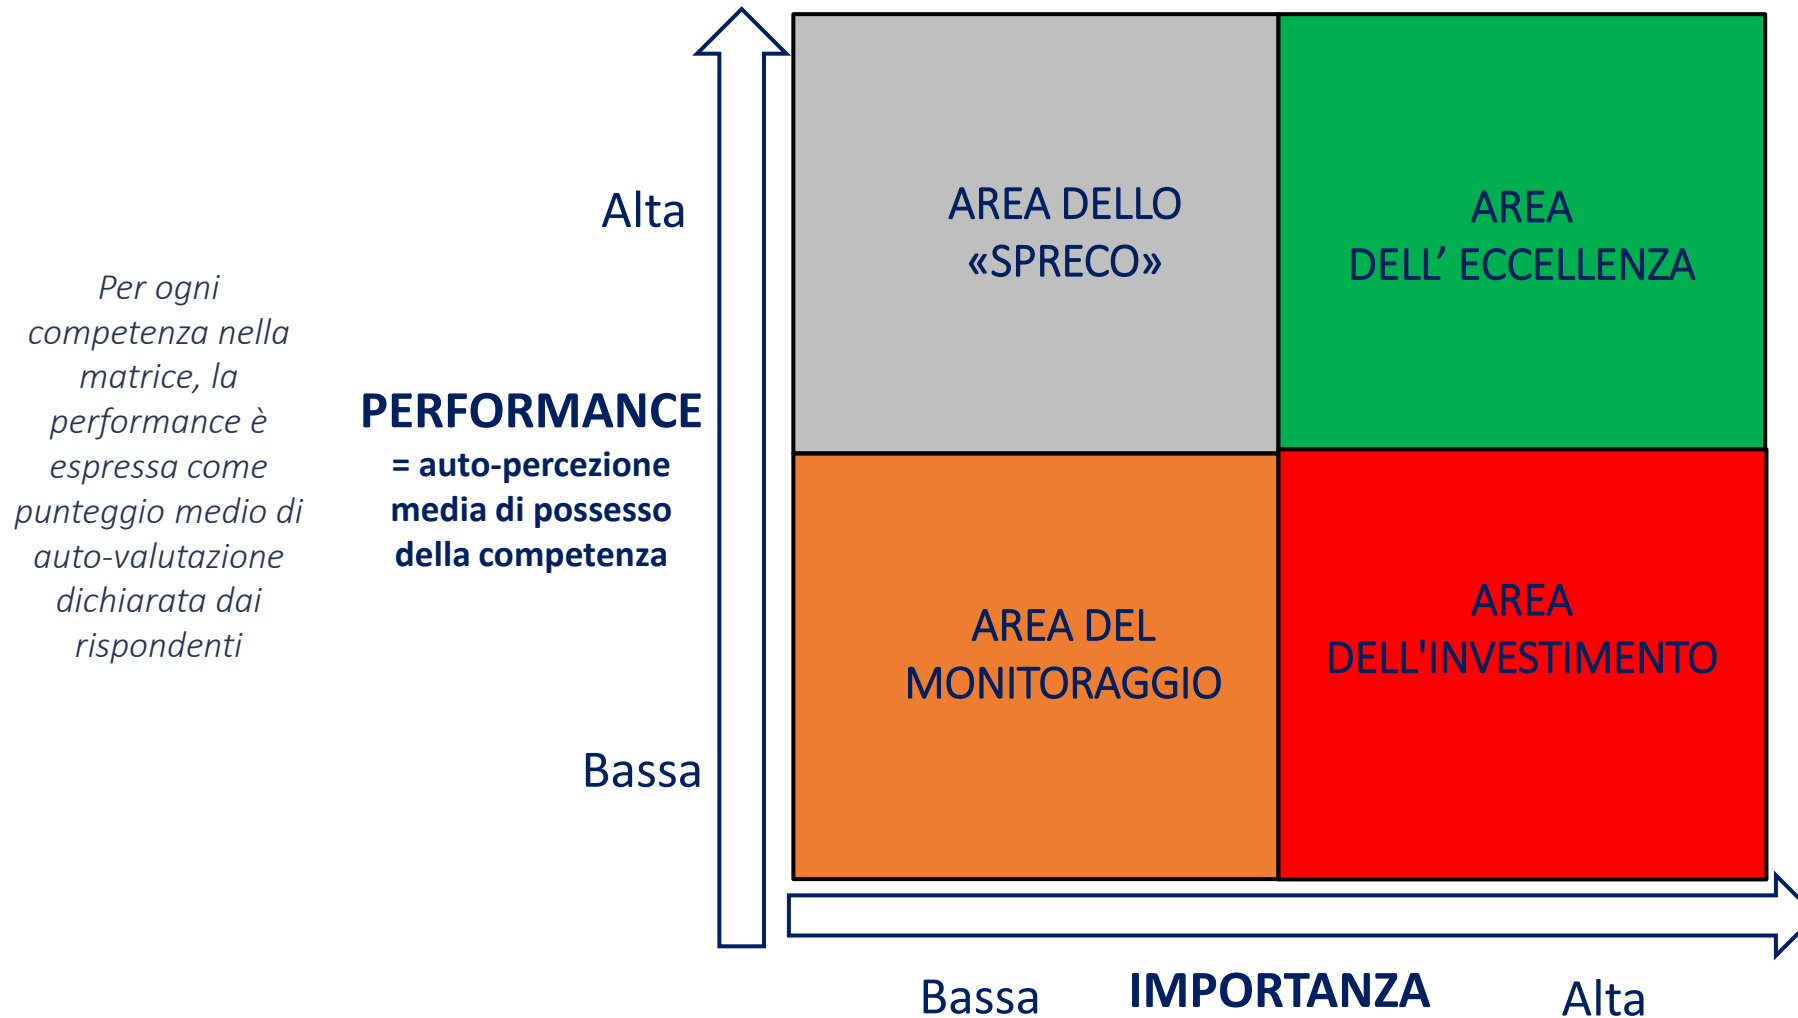 Per ogni
competenza nella
matrice, la
performance è
espressa come
punteggio medio di
auto-valutazione
dichiarata dai
rispondenti
Alta
PERFORMANCE
= auto-percezione
media di possesso
della competenza
Bassa
AREA DELLO
«SPRECO»
AREA
DELL’ ECCELLENZA
AREA DEL
MONITORAGGIO
AREA
DELL'INVESTIMENTO
Bassa
IMPORTANZA
Alta